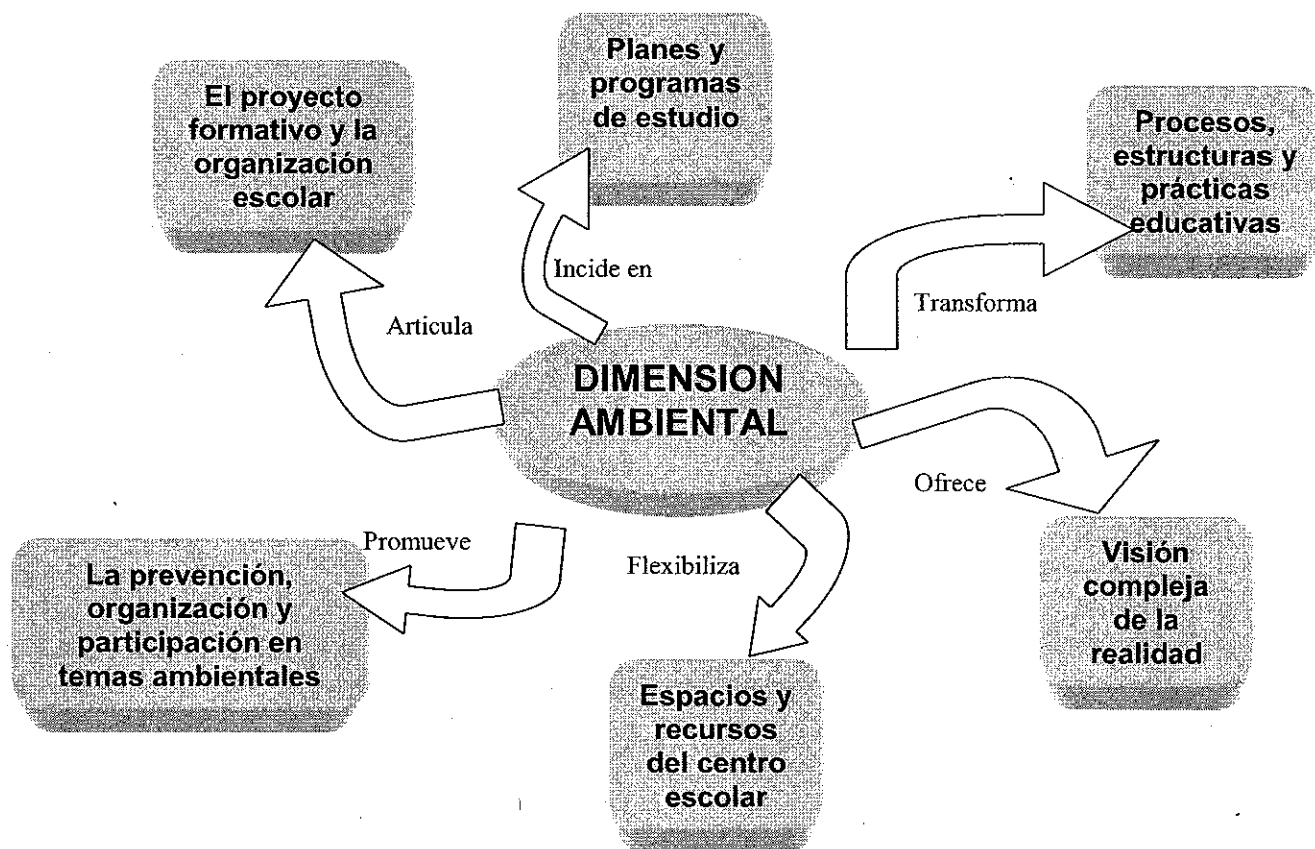 Planes y
programas
de estudio
El proyecto
formativo y la
organización
escolar
Procesos,
estructuras y
prácticas
educativas
Incide en
Transforma
Articula
DIMENSION
AMBIENTAL
Ofrece
Promueve
Flexibiliza
La prevención,
organización y
participación en
temas ambientales
Visión
compleja
de la
realidad
Espacios y
recursos
del centro
escolar